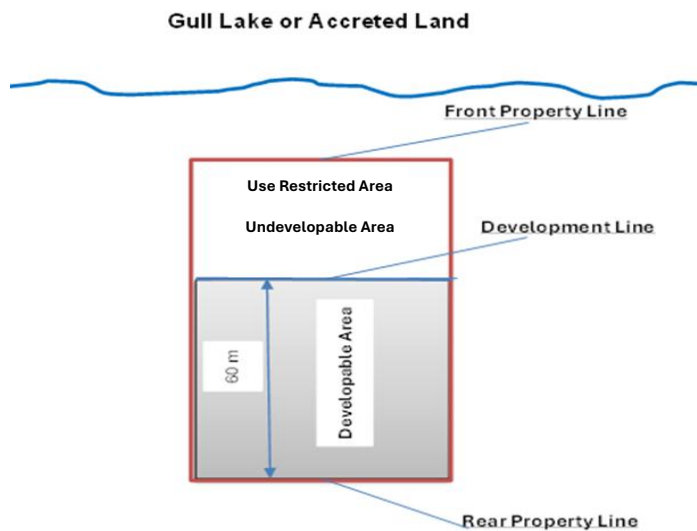 Gull Lake or Accreted Land
Front Property Line
Use Restricted Area
Undevelopable Area
Development Line
60 m
Developable Area
Rear Property Line